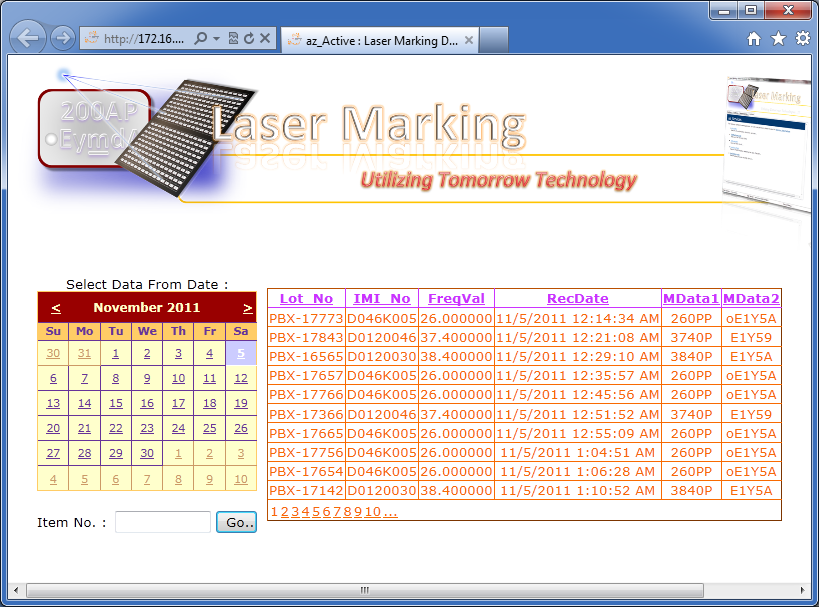 http://172.16....
az_Active : Laser Marking D...
200AP
Laser Marking
Utilizing Tomorrow Technology
Select Data From Date :
< November 2011 >
Su Mo Tu We Th Fr Sa
30 31 1 2 3 4 5
6 7 8 9 10 11 12
13 14 15 16 17 18 19
20 21 22 23 24 25 26
27 28 29 30 1 2 3
4 5 6 7 8 9 10
Item No. : Go..
Lot_No IMI_No FreqVal RecDate MData1 MData2
PBX-17773 D046K005 26.000000 11/5/2011 12:14:34 AM 260PP oE1Y5A
PBX-17843 D0120046 37.400000 11/5/2011 12:21:08 AM 3740P E1Y59
PBX-16565 D0120030 38.400000 11/5/2011 12:29:10 AM 3840P E1Y5A
PBX-17657 D046K005 26.000000 11/5/2011 12:35:57 AM 260PP oE1Y5A
PBX-17766 D046K005 26.000000 11/5/2011 12:45:56 AM 260PP oE1Y5A
PBX-17366 D0120046 37.400000 11/5/2011 12:51:52 AM 3740P E1Y59
PBX-17665 D046K005 26.000000 11/5/2011 12:55:09 AM 260PP oE1Y5A
PBX-17756 D046K005 26.000000 11/5/2011 1:04:51 AM 260PP oE1Y5A
PBX-17654 D046K005 26.000000 11/5/2011 1:06:28 AM 260PP oE1Y5A
PBX-17142 D0120030 38.400000 11/5/2011 1:10:52 AM 3840P E1Y5A
1 2 3 4 5 6 7 8 9 10 ...